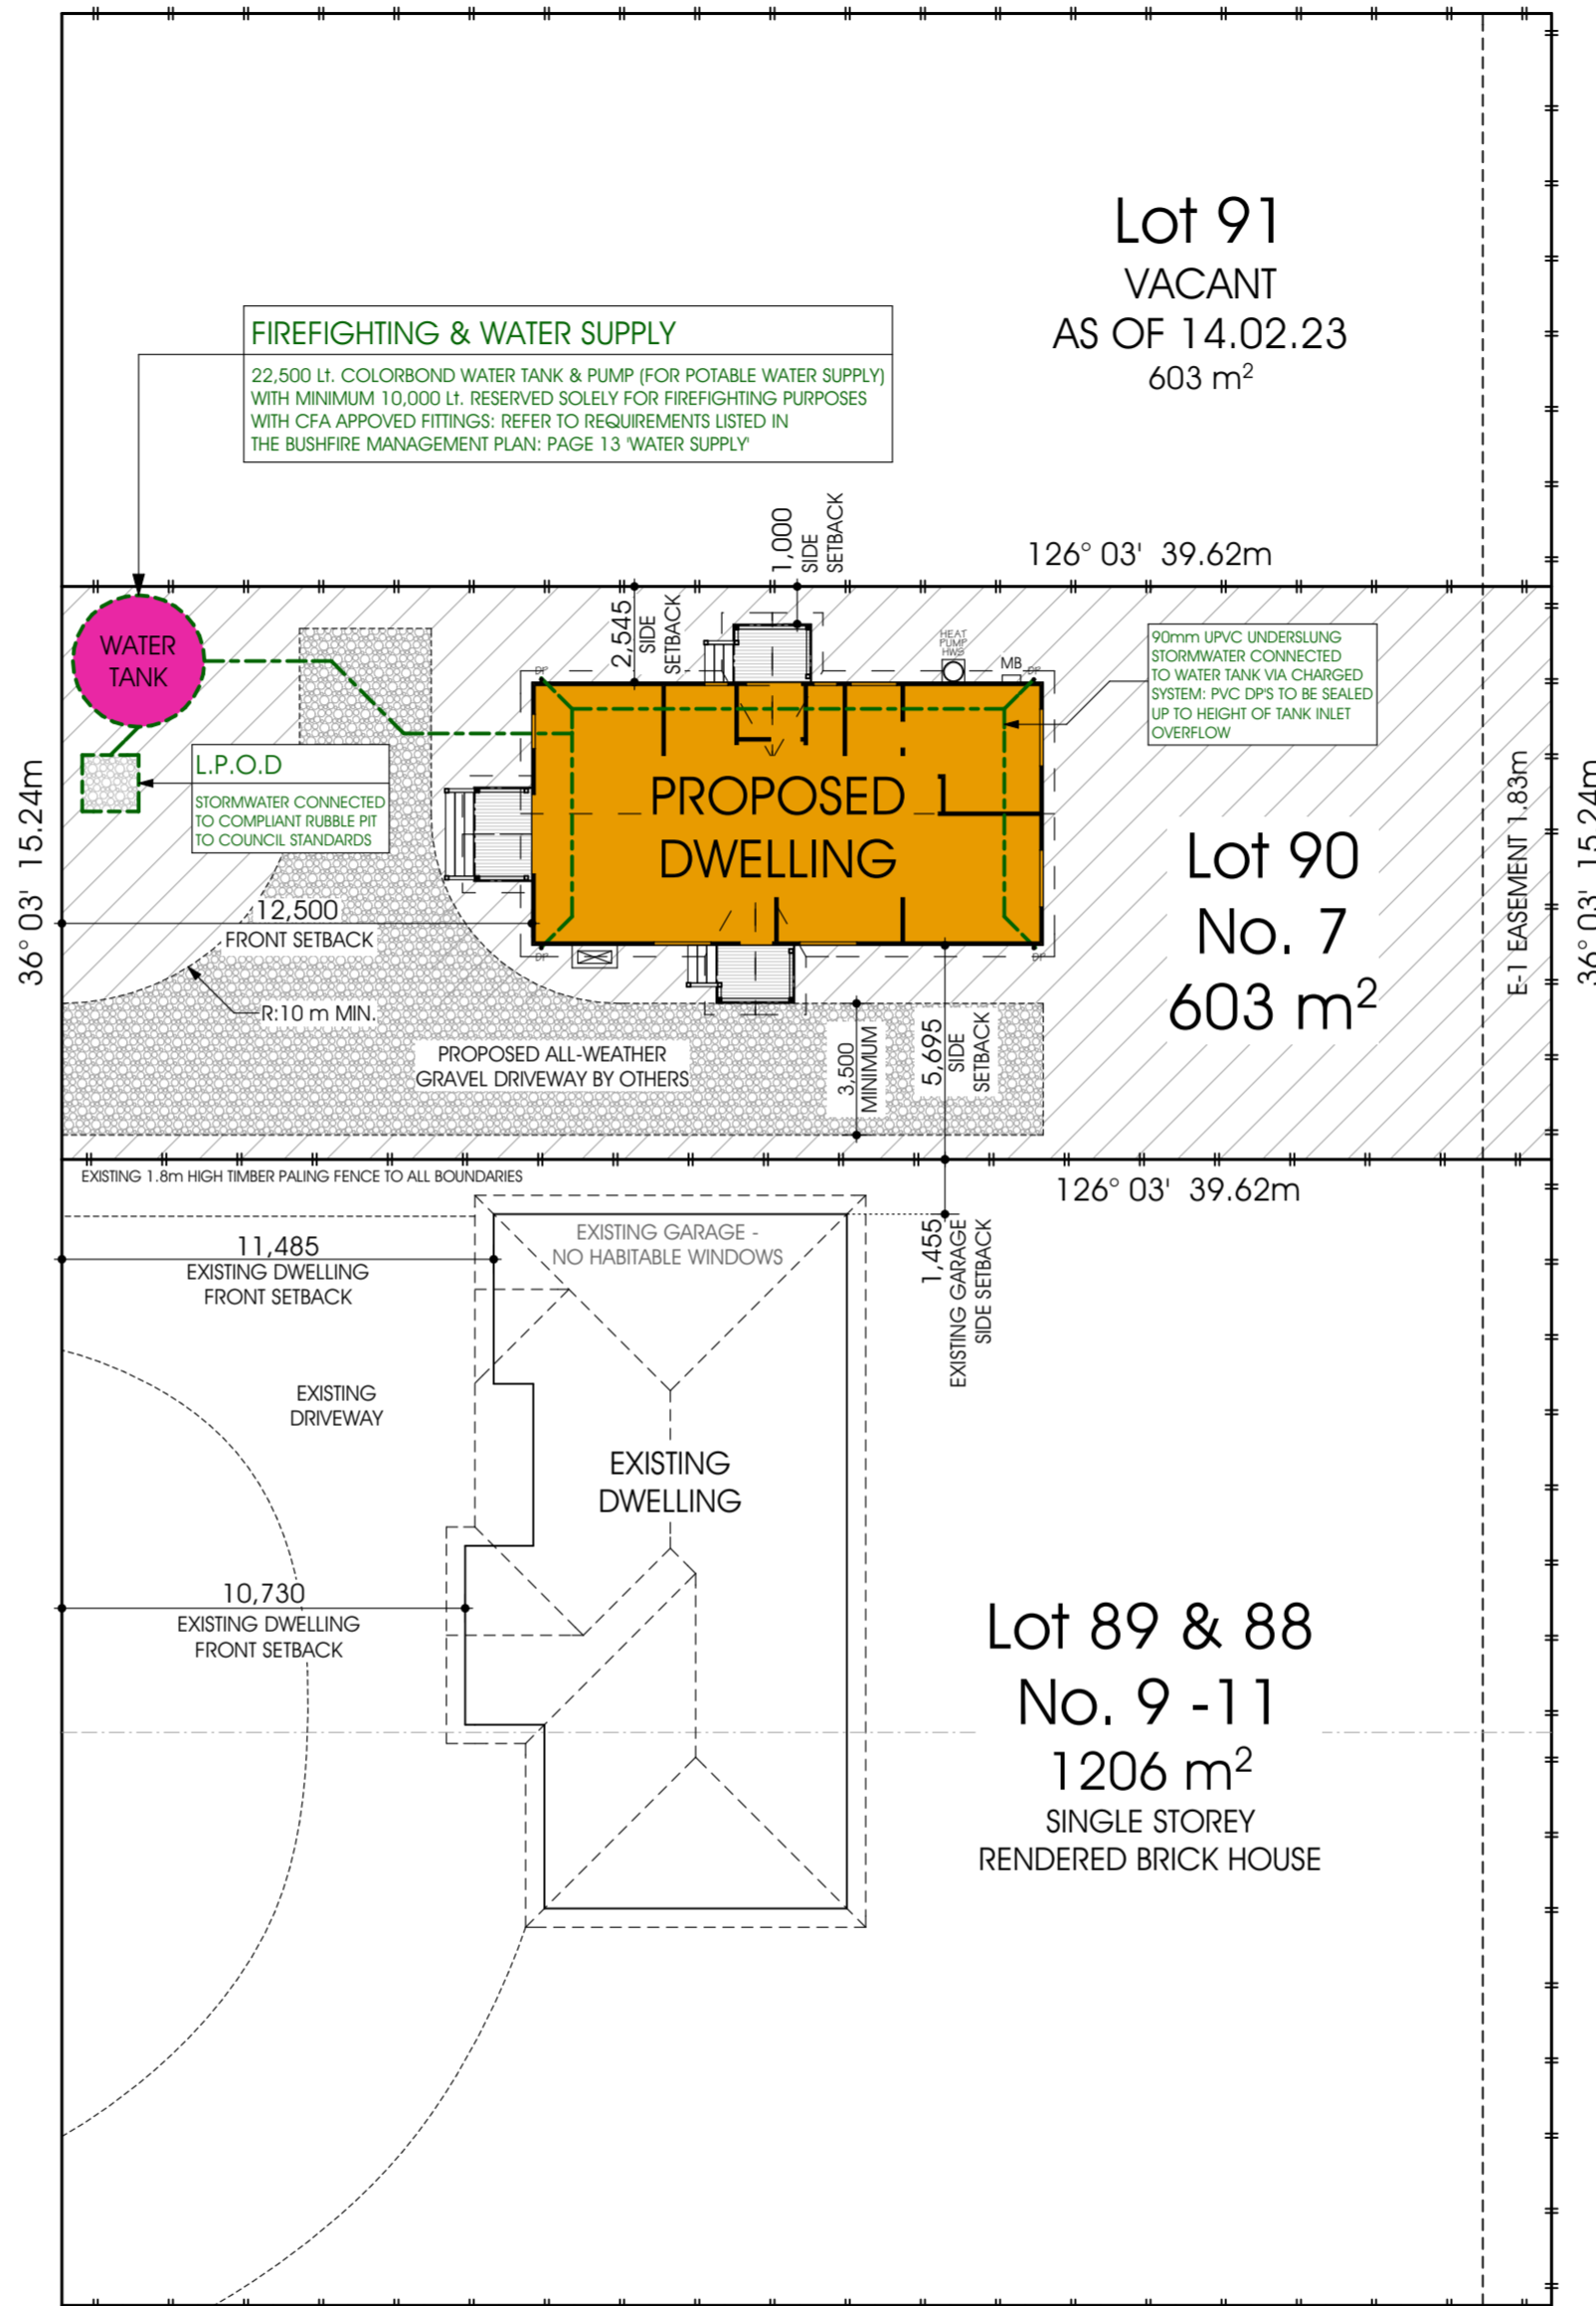 Lot 91
VACANT
AS OF 14.02.23
603 m²
FIREFIGHTING & WATER SUPPLY
22,500 Lt. COLORBOND WATER TANK & PUMP (FOR POTABLE WATER SUPPLY)
WITH MINIMUM 10,000 Lt. RESERVED SOLELY FOR FIREFIGHTING PURPOSES
WITH CFA APPOVED FITTINGS: REFER TO REQUIREMENTS LISTED IN
THE BUSHFIRE MANAGEMENT PLAN: PAGE 13 'WATER SUPPLY'
1,000
SIDE
SETBACK
126° 03' 39.62m
2,545
SIDE
SETBACK
WATER
TANK
HEAT
PUMP
HWS
MB
DP
DP
90mm UPVC UNDERSLUNG
STORMWATER CONNECTED
TO WATER TANK VIA CHARGED
SYSTEM: PVC DP'S TO BE SEALED
UP TO HEIGHT OF TANK INLET
OVERFLOW
L.P.O.D
STORMWATER CONNECTED
TO COMPLIANT RUBBLE PIT
TO COUNCIL STANDARDS
PROPOSED
DWELLING
36° 03' 15.24m
Lot 90
No. 7
603 m²
E-1 EASEMENT 1.83m
36° 03' 15.24m
12,500
FRONT SETBACK
DP
DP
R:10 m MIN.
PROPOSED ALL-WEATHER
GRAVEL DRIVEWAY BY OTHERS
3,500
MINIMUM
5,695
SIDE
SETBACK
EXISTING 1.8m HIGH TIMBER PALING FENCE TO ALL BOUNDARIES
126° 03' 39.62m
11,485
EXISTING DWELLING
FRONT SETBACK
EXISTING GARAGE -
NO HABITABLE WINDOWS
1,455
EXISTING GARAGE
SIDE SETBACK
EXISTING
DRIVEWAY
EXISTING
DWELLING
10,730
EXISTING DWELLING
FRONT SETBACK
Lot 89 & 88
No. 9 -11
1206 m²
SINGLE STOREY
RENDERED BRICK HOUSE